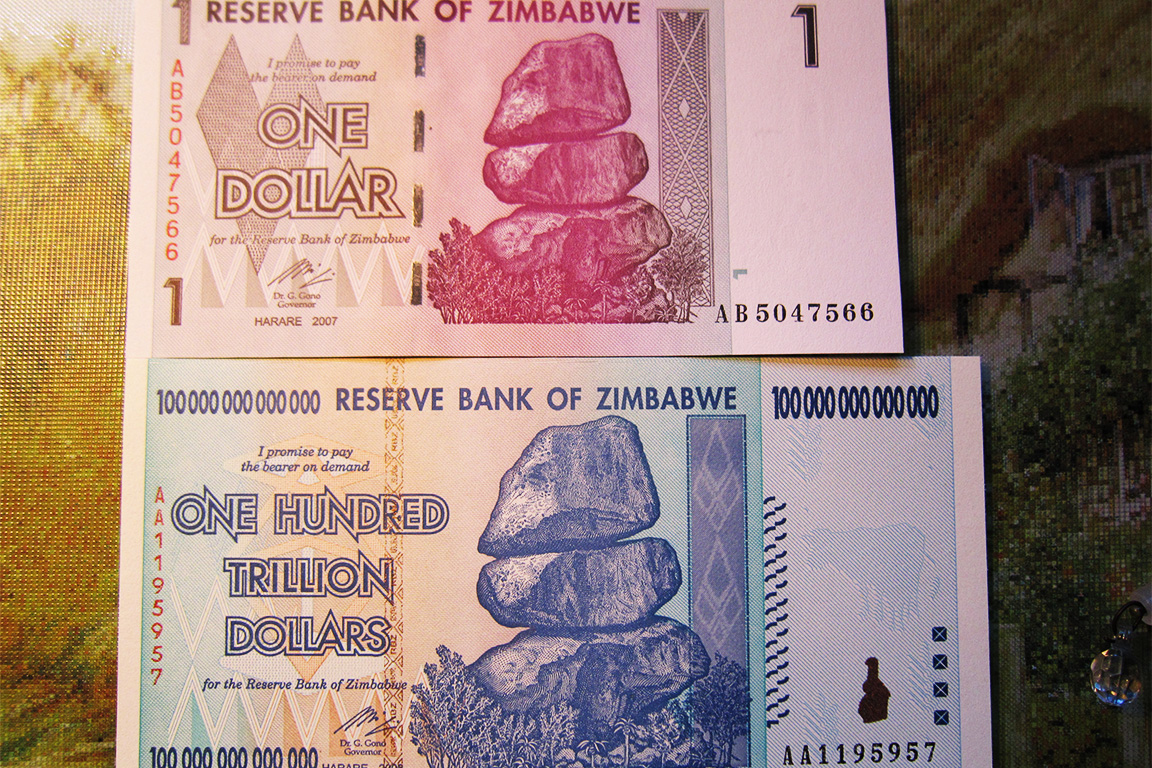 1
RESERVE BANK OF ZIMBABWE
1
I promise to pay
the bearer on demand
ONE
DOLLAR
for the Reserve Bank of Zimbabwe
Dr. G. Gono
Governor
HARARE 2007
1
AB5047566
AB5047566
100 000 000 000 000
RESERVE BANK OF ZIMBABWE
100 000 000 000 000
I promise to pay
the bearer on demand
ONE HUNDRED
TRILLION
DOLLARS
for the Reserve Bank of Zimbabwe
Dr. G. Gono
Governor
HARARE
100 000 000 000 000
AA1195957
AA1195957